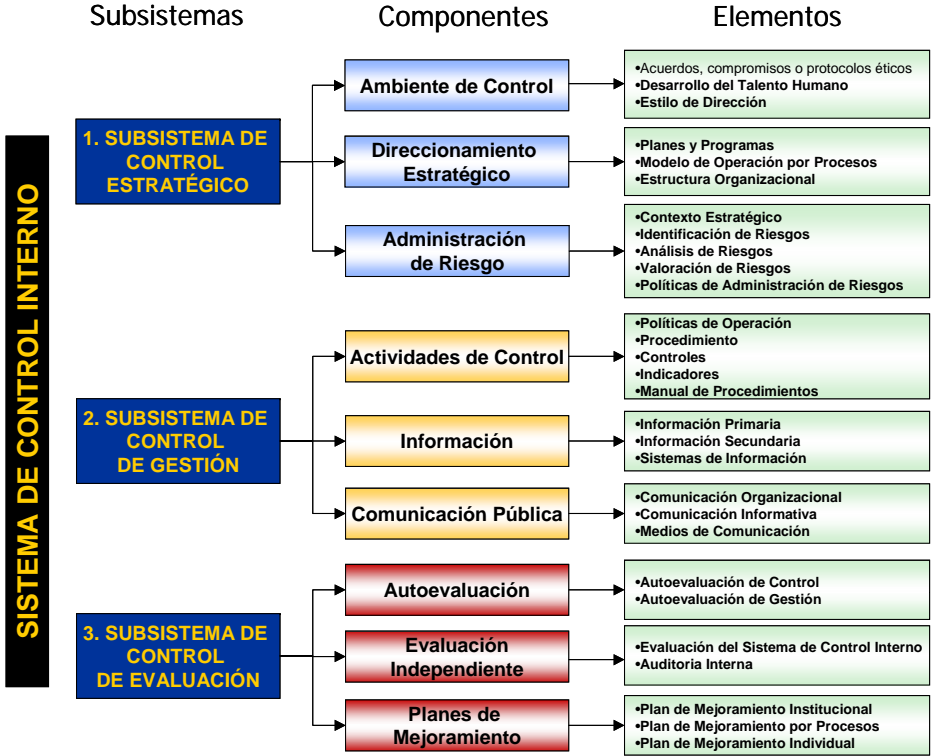 Subsistemas
Componentes
Elementos
SISTEMA DE CONTROL INTERNO
1. SUBSISTEMA DE
CONTROL
ESTRATÉGICO
Ambiente de Control
•Acuerdos, compromisos o protocolos éticos
•Desarrollo del Talento Humano
•Estilo de Dirección
Direccionamiento
Estratégico
•Planes y Programas
•Modelo de Operación por Procesos
•Estructura Organizacional
Administración
de Riesgo
•Contexto Estratégico
•Identificación de Riesgos
•Análisis de Riesgos
•Valoración de Riesgos
•Políticas de Administración de Riesgos
2. SUBSISTEMA DE
CONTROL
DE GESTIÓN
Actividades de Control
•Políticas de Operación
•Procedimiento
•Controles
•Indicadores
•Manual de Procedimientos
Información
•Información Primaria
•Información Secundaria
•Sistemas de Información
Comunicación Pública
•Comunicación Organizacional
•Comunicación Informativa
•Medios de Comunicación
3. SUBSISTEMA DE
CONTROL
DE EVALUACIÓN
Autoevaluación
•Autoevaluación de Control
•Autoevaluación de Gestión
Evaluación
Independiente
•Evaluación del Sistema de Control Interno
•Auditoria Interna
Planes de
Mejoramiento
•Plan de Mejoramiento Institucional
•Plan de Mejoramiento por Procesos
•Plan de Mejoramiento Individual